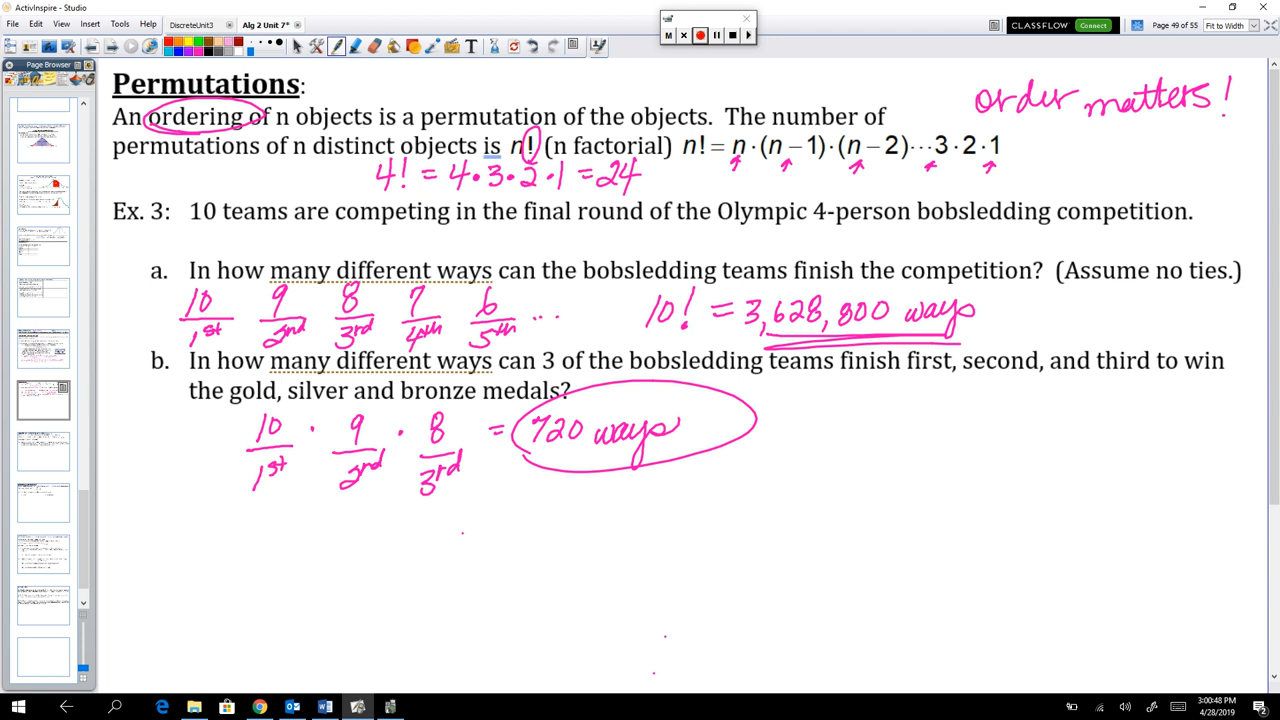 ActivInspire - Studio
File Edit View Insert Tools Help
DiscreteUnit3 Alg 2 Unit 7*
M
CLASSFLOW Connect
Page 49 of 55
Fit to Width
Page Browser
Permutations:
order matters!
An ordering of n objects is a permutation of the objects. The number of
permutations of n distinct objects is n! (n factorial) n! = n·(n – 1)·(n – 2)···3·2·1
4! = 4·3·2·1 = 24
Ex. 3: 10 teams are competing in the final round of the Olympic 4-person bobsledding competition.
a. In how many different ways can the bobsledding teams finish the competition? (Assume no ties.)
10 9 8 7 6 ... 10! = 3,628,800 ways
1st 2nd 3rd 4th 5th
b. In how many different ways can 3 of the bobsledding teams finish first, second, and third to win
the gold, silver and bronze medals?
10 · 9 · 8 = 720 ways
1st 2nd 3rd
3:00:48 PM
4/28/2019
2